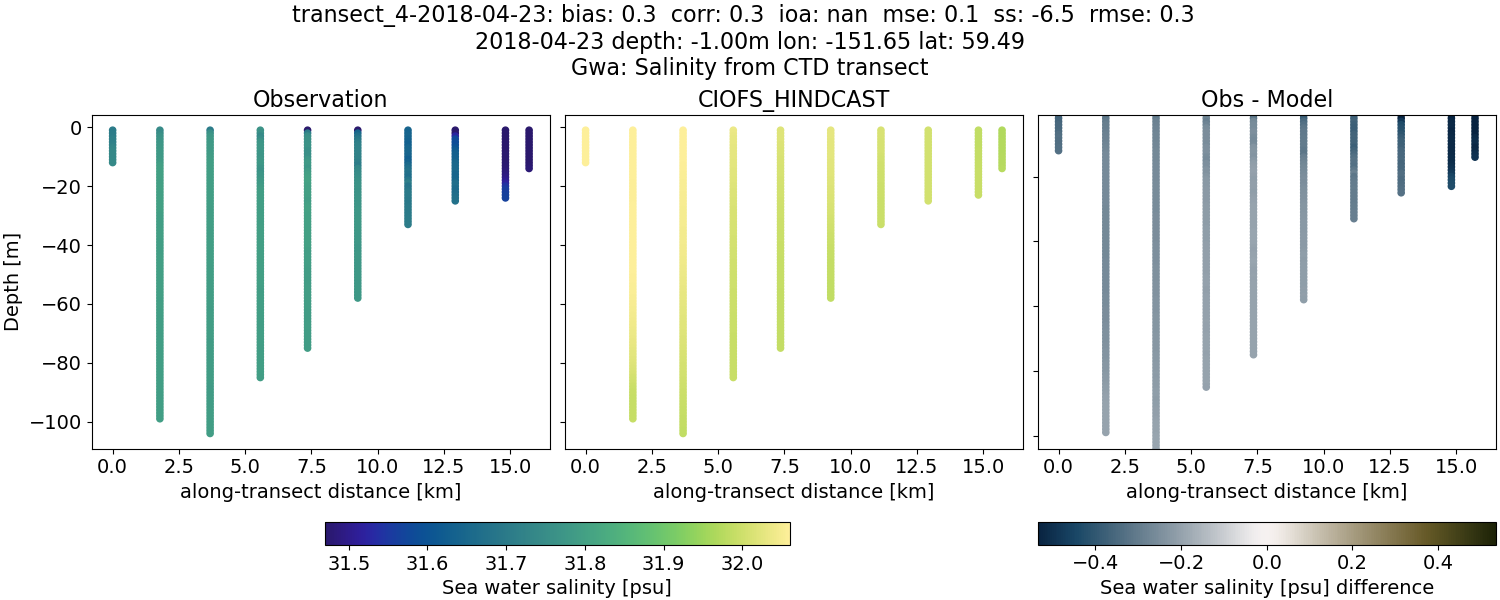 transect_4-2018-04-23: bias: 0.3 corr: 0.3 ioa: nan mse: 0.1 ss: -6.5 rmse: 0.3
2018-04-23 depth: -1.00m lon: -151.65 lat: 59.49
Gwa: Salinity from CTD transect
Observation
CIOFS_HINDCAST
Obs - Model
Depth [m]
0
−20
−40
−60
−80
−100
0.0 2.5 5.0 7.5 10.0 12.5 15.0
0.0 2.5 5.0 7.5 10.0 12.5 15.0
0.0 2.5 5.0 7.5 10.0 12.5 15.0
along-transect distance [km]
along-transect distance [km]
along-transect distance [km]
31.5 31.6 31.7 31.8 31.9 32.0
Sea water salinity [psu]
−0.4 −0.2 0.0 0.2 0.4
Sea water salinity [psu] difference